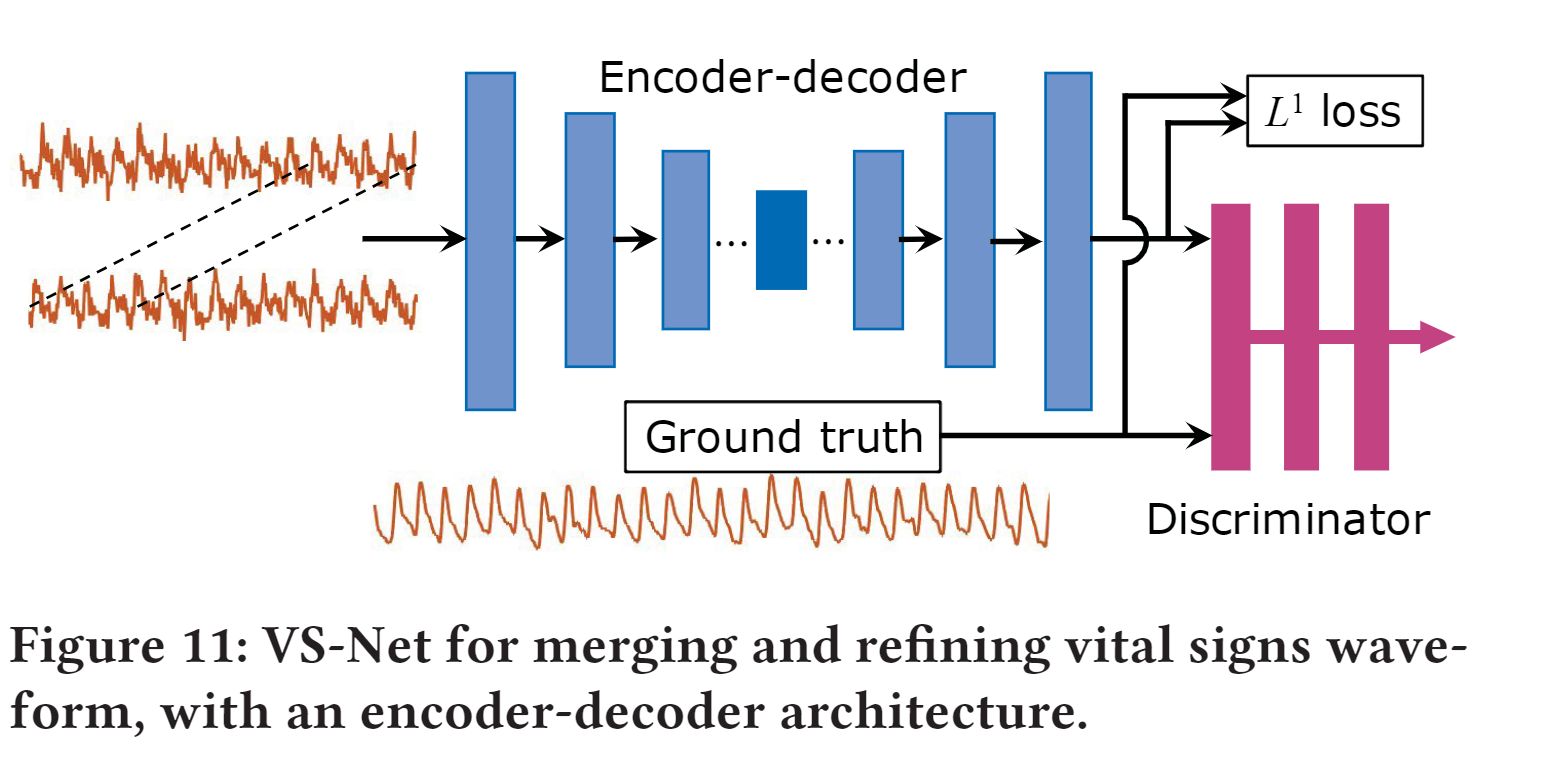 Encoder-decoder
L¹ loss
... ...
Ground truth
Discriminator
Figure 11: VS-Net for merging and refining vital signs wave-
form, with an encoder-decoder architecture.